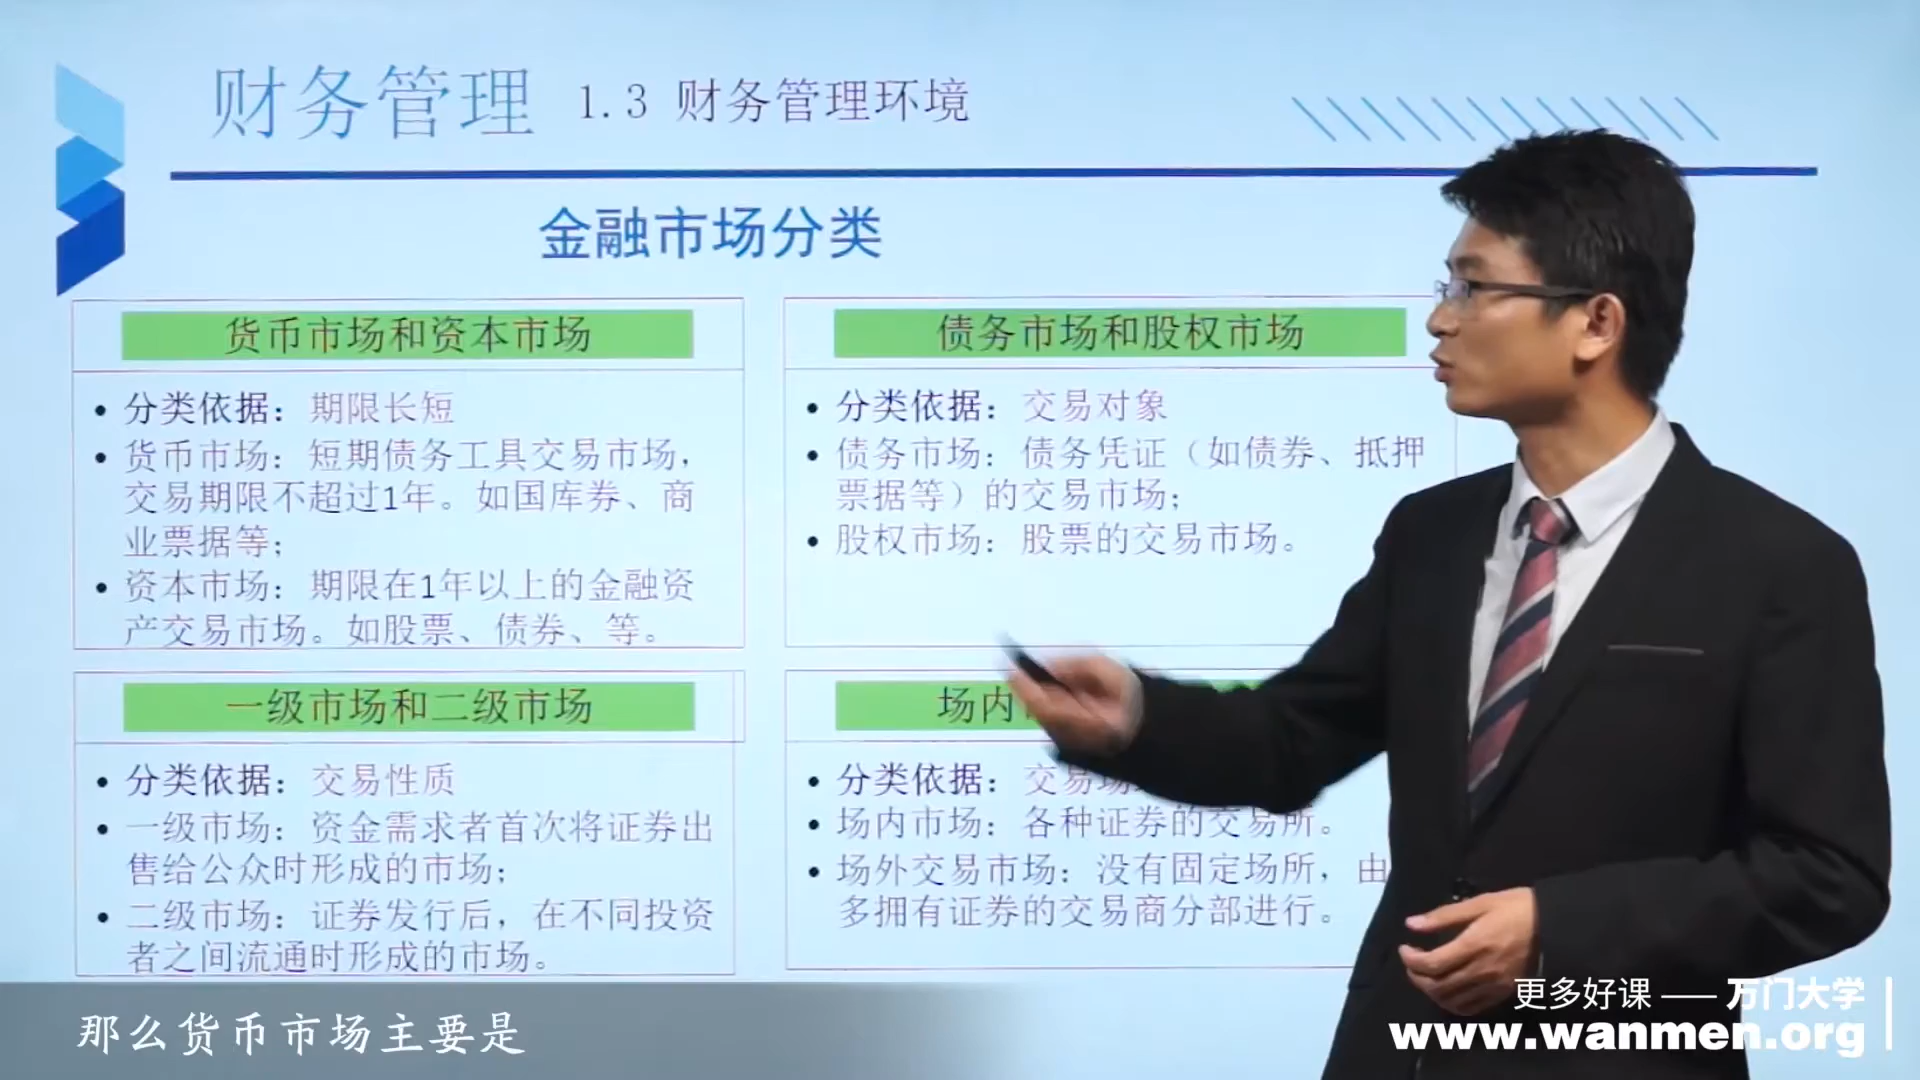 财务管理 1.3 财务管理环境
金融市场分类
货币市场和资本市场
• 分类依据：期限长短
• 货币市场：短期债务工具交易市场，
交易期限不超过1年。如国库券、商
业票据等；
• 资本市场：期限在1年以上的金融资
产交易市场。如股票、债券、等。
债务市场和股权市场
• 分类依据：交易对象
• 债务市场：债务凭证（如债券、抵押
票据等）的交易市场；
• 股权市场：股票的交易市场。
一级市场和二级市场
• 分类依据：交易性质
• 一级市场：资金需求者首次将证券出
售给公众时形成的市场；
• 二级市场：证券发行后，在不同投资
者之间流通时形成的市场。
场内
• 分类依据：交易场
• 场内市场：各种证券的交易所。
• 场外交易市场：没有固定场所，由
多拥有证券的交易商分部进行。
那么货币市场主要是
更多好课 —— 万门大学
www.wanmen.org